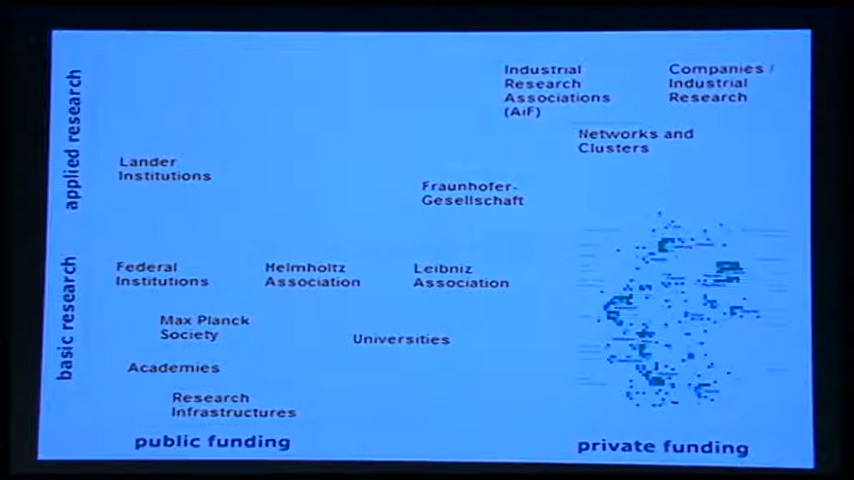 Industrial
Research
Associations
(AiF)
Companies /
Industrial
Research
Networks and
Clusters
applied research
Lander
Institutions
Fraunhofer-
Gesellschaft
basic research
Federal
Institutions
Helmholtz
Association
Leibniz
Association
Max Planck
Society
Universities
Academies
Research
Infrastructures
public funding
private funding